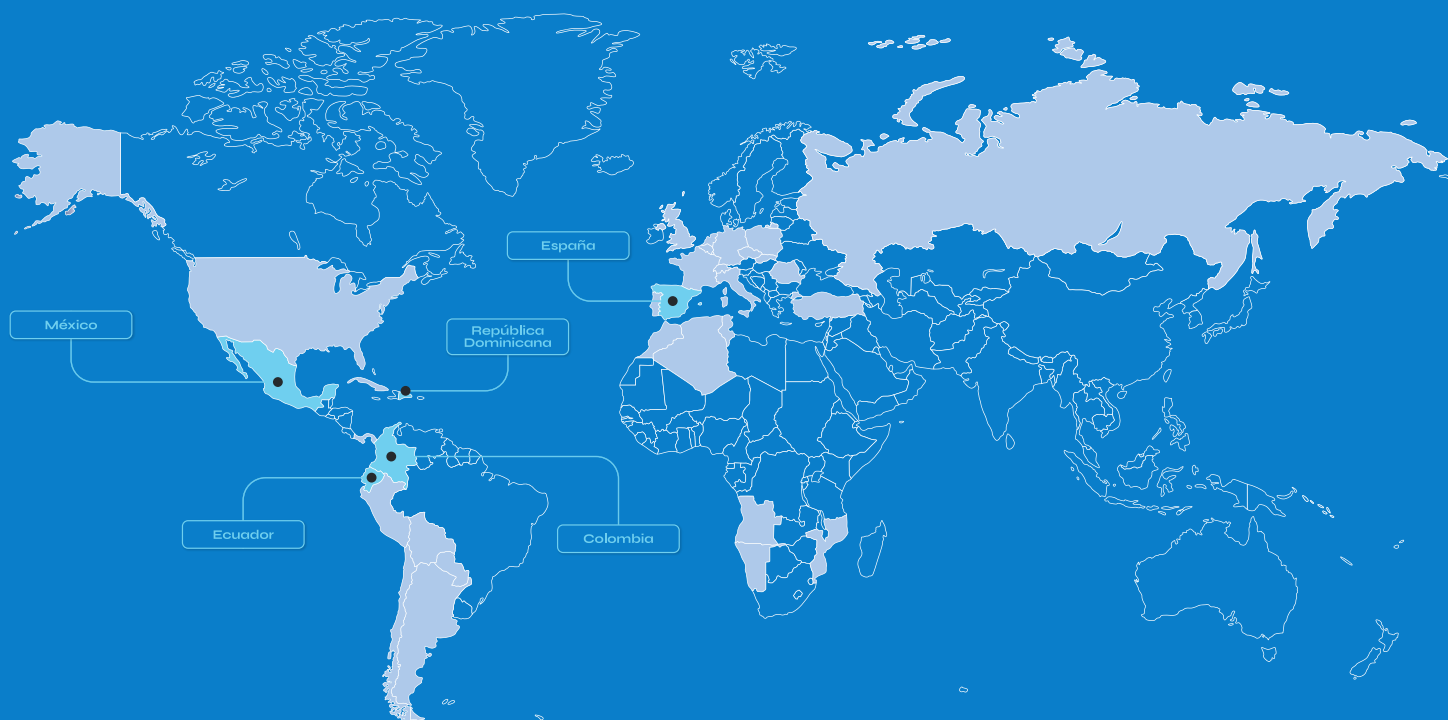 España
México
República
Dominicana
Ecuador
Colombia